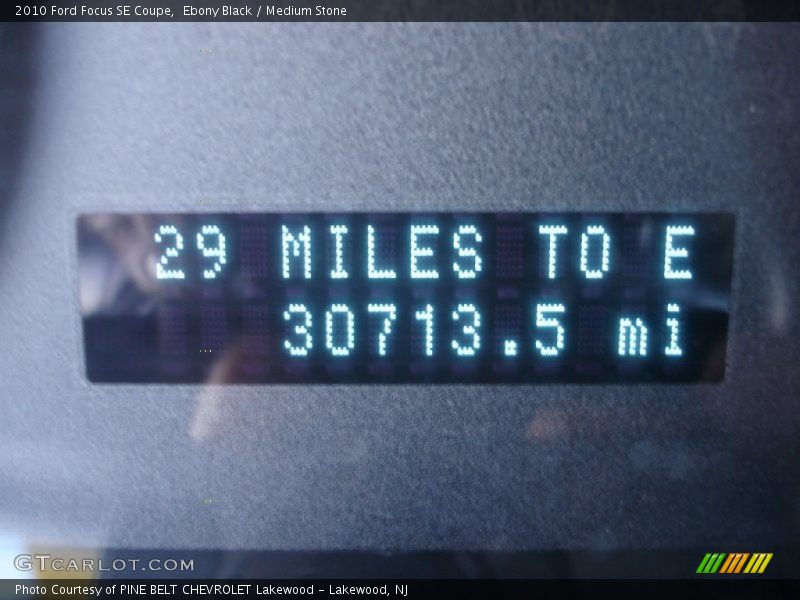 2010 Ford Focus SE Coupe,  Ebony Black / Medium Stone
29 MILES TO E
30713.5 mi
GTCARLOT.COM
Photo Courtesy of PINE BELT CHEVROLET Lakewood - Lakewood, NJ